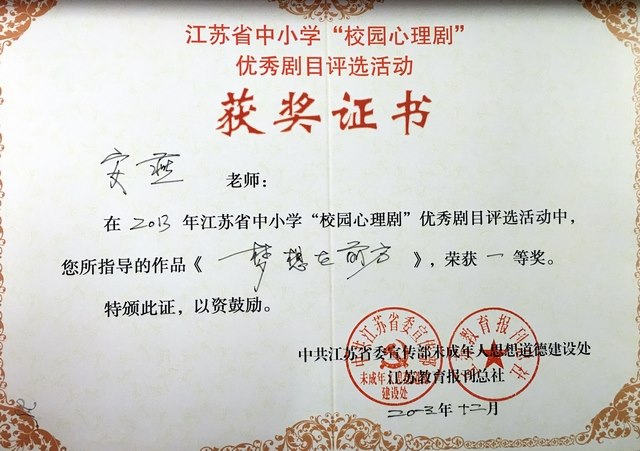 江苏省中小学“校园心理剧”
优秀剧目评选活动
获奖证书
安燕 老师：
在 2013 年江苏省中小学“校园心理剧”优秀剧目评选活动中，
您所指导的作品《 梦想在前方 》，荣获 一 等奖。
特颁此证，以资鼓励。
中共江苏省委宣传部未成年人思想道德建设处
江苏教育报刊总社
2013年十二月